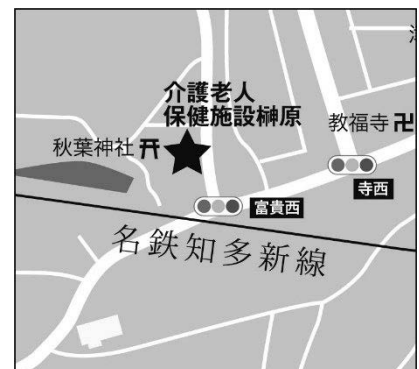 介護老人
保健施設榊原
教福寺
秋葉神社
寺西
富貴西
名鉄知多新線